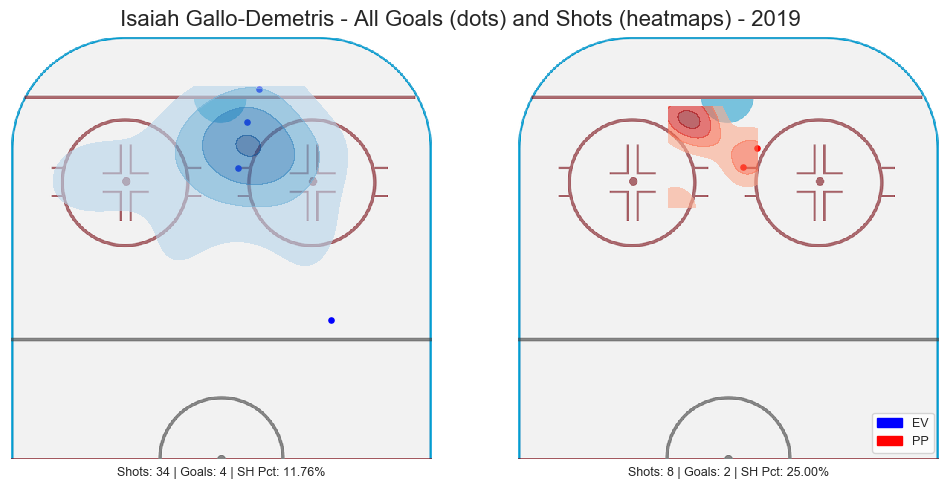 Isaiah Gallo-Demetris - All Goals (dots) and Shots (heatmaps) - 2019
EV
PP
Shots: 34 | Goals: 4 | SH Pct: 11.76%
Shots: 8 | Goals: 2 | SH Pct: 25.00%